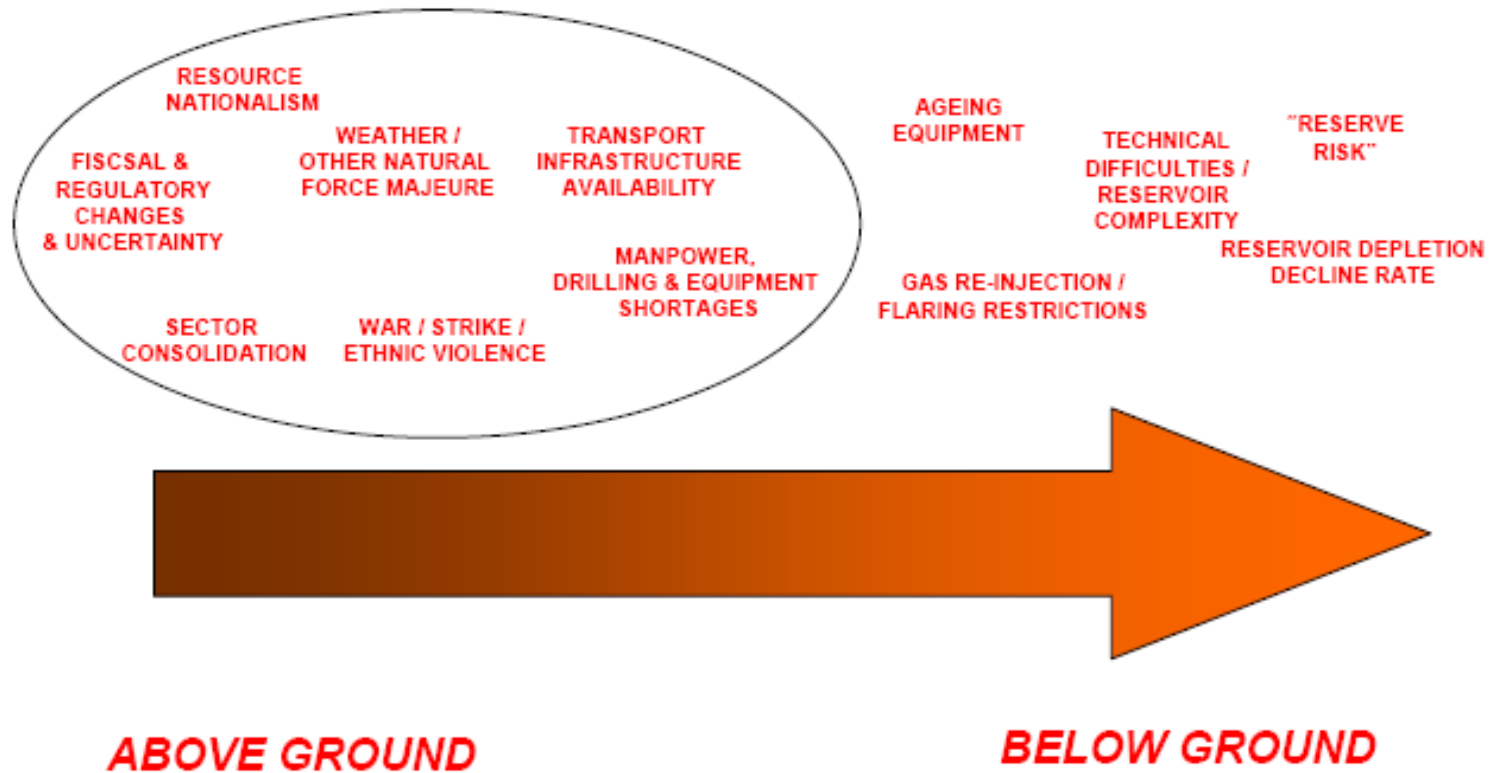 RESOURCE
NATIONALISM
WEATHER /
OTHER NATURAL
FORCE MAJEURE
TRANSPORT
INFRASTRUCTURE
AVAILABILITY
FISCSAL &
REGULATORY
CHANGES
& UNCERTAINTY
MANPOWER,
DRILLING & EQUIPMENT
SHORTAGES
SECTOR
CONSOLIDATION
WAR / STRIKE /
ETHNIC VIOLENCE
AGEING
EQUIPMENT
TECHNICAL
DIFFICULTIES /
RESERVOIR
COMPLEXITY
"RESERVE
RISK"
RESERVOIR DEPLETION
DECLINE RATE
GAS RE-INJECTION /
FLARING RESTRICTIONS
ABOVE GROUND
BELOW GROUND